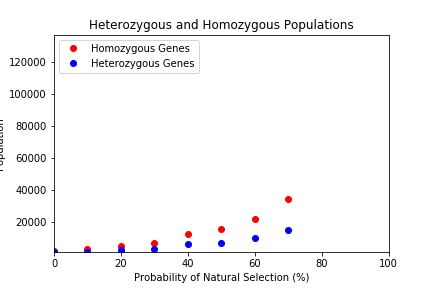 Heterozygous and Homozygous Populations
Homozygous Genes
Heterozygous Genes
120000
100000
80000
60000
40000
20000
Population
0 20 40 60 80 100
Probability of Natural Selection (%)